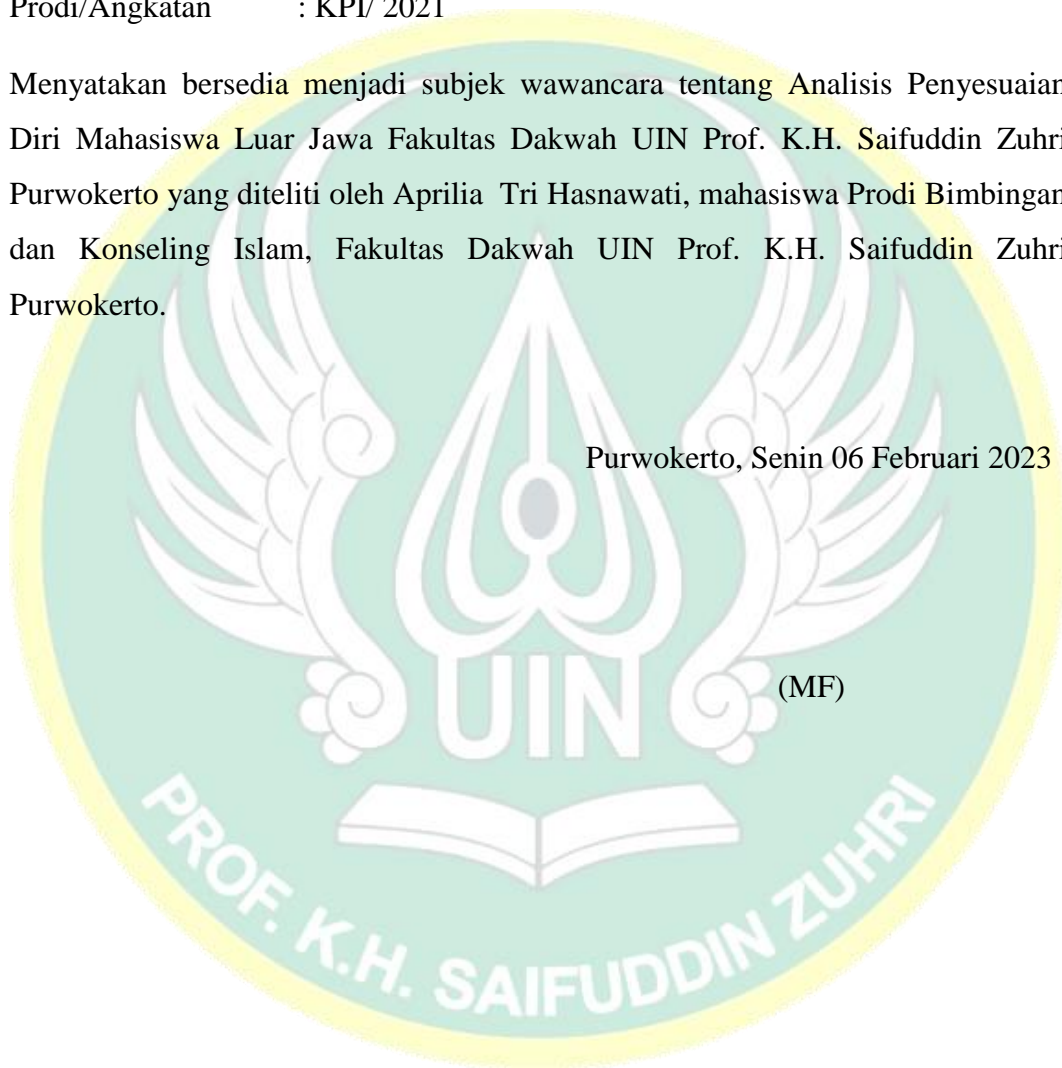 Prodi/Angkatan : KPI/ 2021
Menyatakan bersedia menjadi subjek wawancara tentang Analisis Penyesuaian
Diri Mahasiswa Luar Jawa Fakultas Dakwah UIN Prof. K.H. Saifuddin Zuhri
Purwokerto yang diteliti oleh Aprilia Tri Hasnawati, mahasiswa Prodi Bimbingan
dan Konseling Islam, Fakultas Dakwah UIN Prof. K.H. Saifuddin Zuhri
Purwokerto.
Purwokerto, Senin 06 Februari 2023
(MF)
UIN
PROF. K.H. SAIFUDDIN ZUHRI